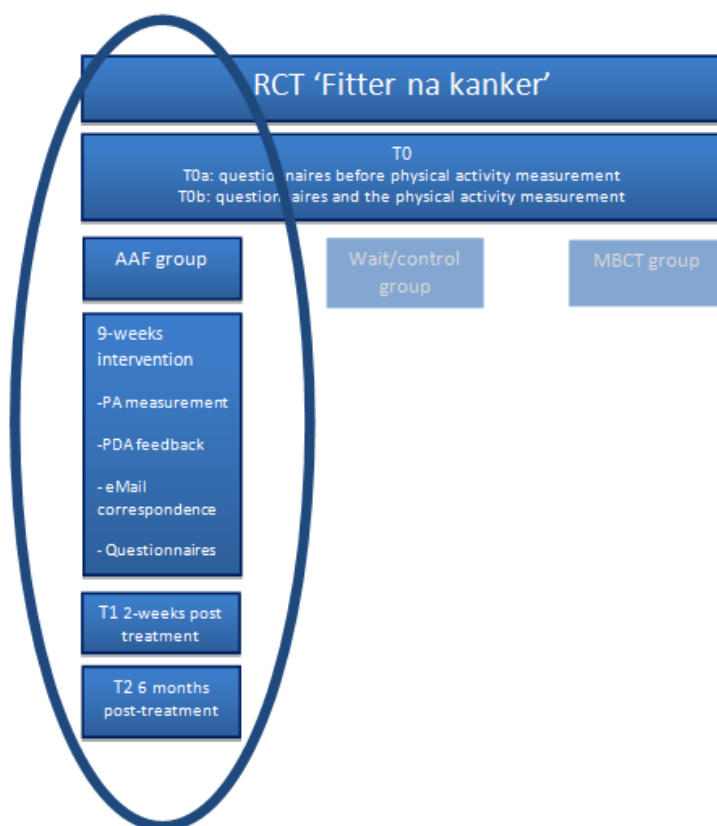 RCT 'Fitter na kanker'
T0
T0a: questionnaires before physical activity measurement
T0b: questionnaires and the physical activity measurement
AAF group
Wait/control
group
MBCT group
9-weeks
intervention
-PA measurement
-PDA feedback
- eMail
correspondence
- Questionnaires
T1 2-weeks post
treatment
T2 6 months
post-treatment